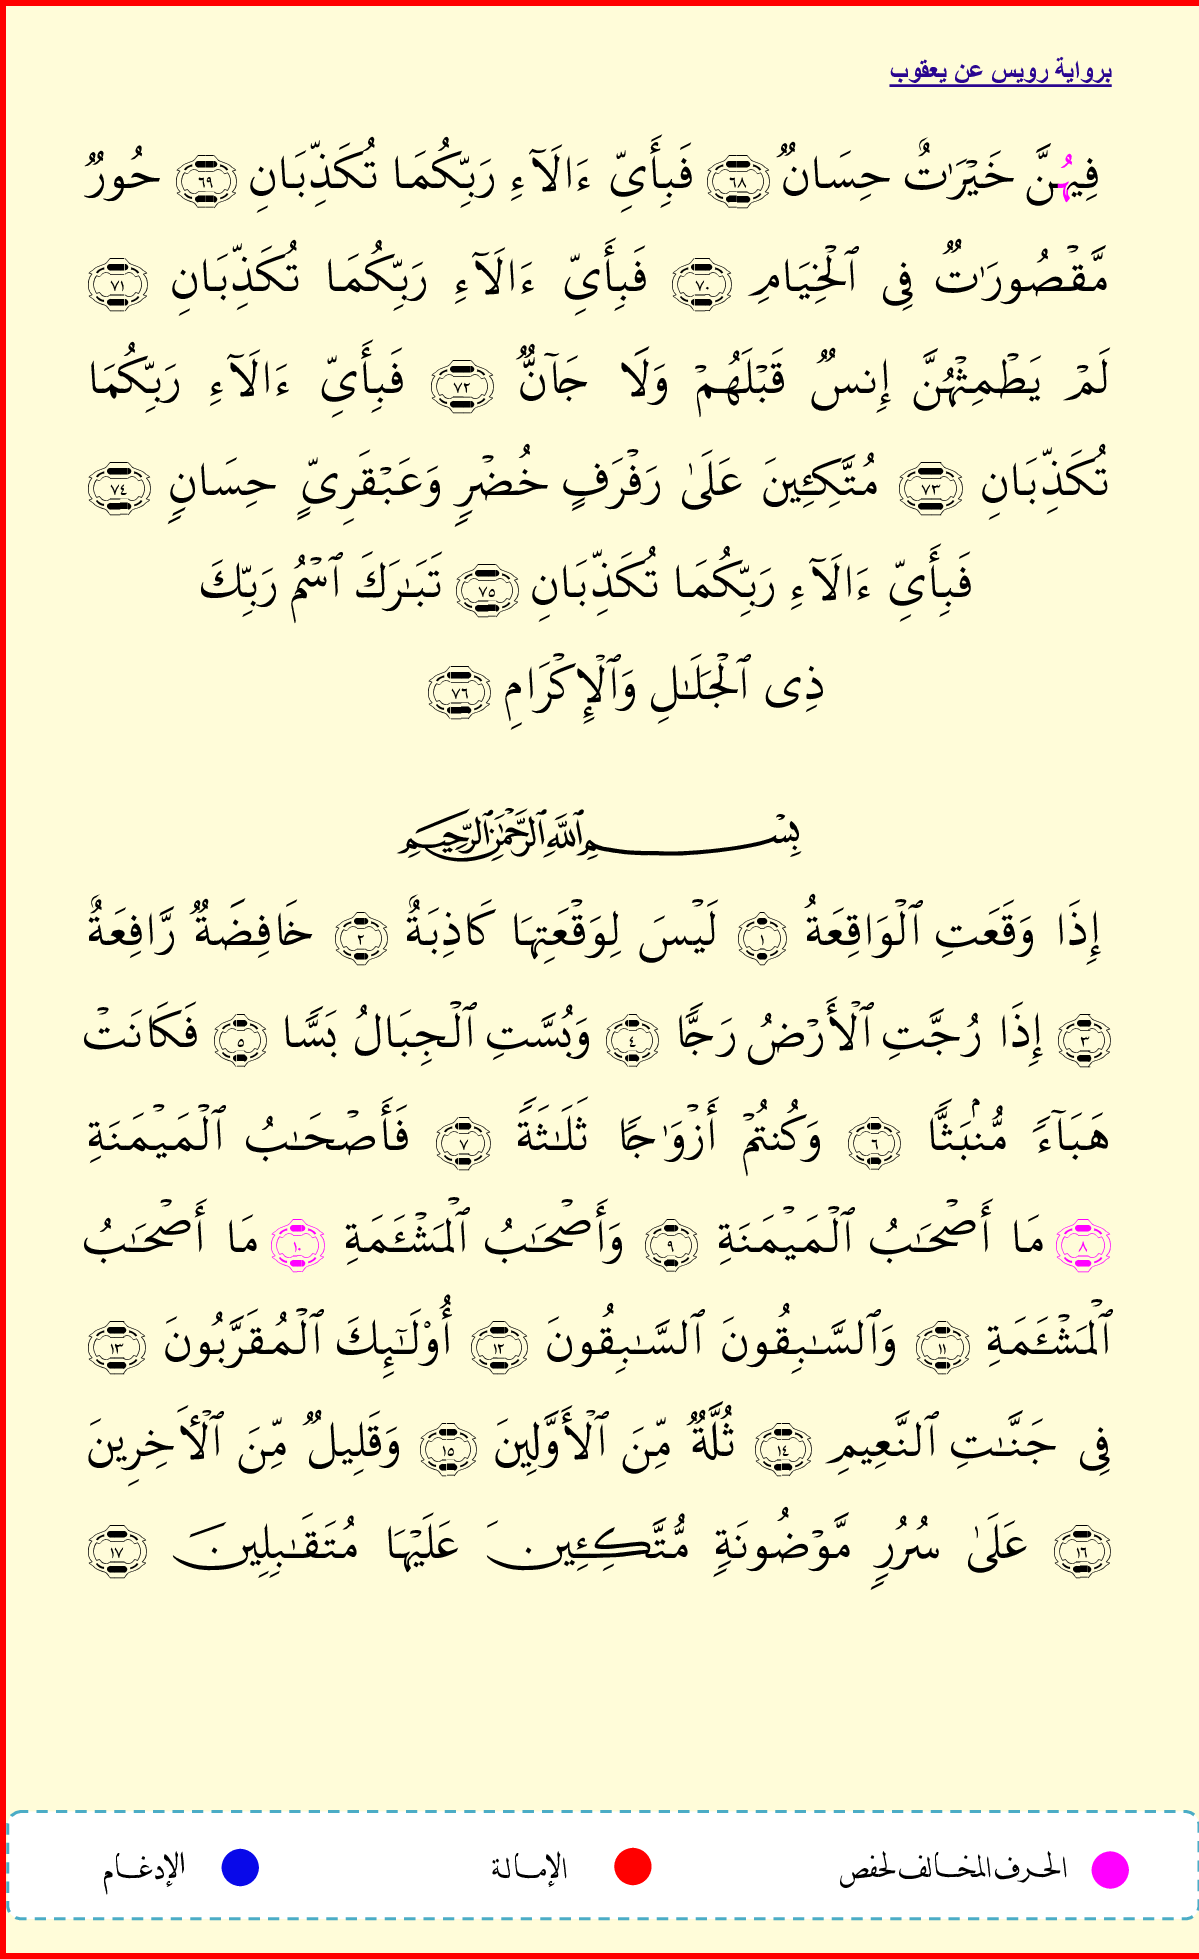 برواية رويس عن يعقوب
فِيهُنَّ خَيْرَٰتٌ حِسَانٌ ٦٨ فَبِأَىِّ ءَالَآءِ رَبِّكُمَا تُكَذِّبَانِ ٦٩ حُورٌ
مَّقْصُورَٰتٌ فِى ٱلْخِيَامِ ٧٠ فَبِأَىِّ ءَالَآءِ رَبِّكُمَا تُكَذِّبَانِ ٧١
لَمْ يَطْمِثْهُنَّ إِنسٌ قَبْلَهُمْ وَلَا جَآنٌّ ٧٢ فَبِأَىِّ ءَالَآءِ رَبِّكُمَا
تُكَذِّبَانِ ٧٣ مُتَّكِـِٔينَ عَلَىٰ رَفْرَفٍ خُضْرٍ وَعَبْقَرِىٍّ حِسَانٍ ٧٤
فَبِأَىِّ ءَالَآءِ رَبِّكُمَا تُكَذِّبَانِ ٧٥ تَبَـٰرَكَ ٱسْمُ رَبِّكَ
ذِى ٱلْجَلَـٰلِ وَٱلْإِكْرَامِ ٧٦
بِسْمِ ٱللَّهِ ٱلرَّحْمَـٰنِ ٱلرَّحِيمِ
إِذَا وَقَعَتِ ٱلْوَاقِعَةُ ١ لَيْسَ لِوَقْعَتِهَا كَاذِبَةٌ ٢ خَافِضَةٌ رَّافِعَةٌ
٣ إِذَا رُجَّتِ ٱلْأَرْضُ رَجًّا ٤ وَبُسَّتِ ٱلْجِبَالُ بَسًّا ٥ فَكَانَتْ
هَبَآءً مُّنۢبَثًّا ٦ وَكُنتُمْ أَزْوَٰجًا ثَلَـٰثَةً ٧ فَأَصْحَـٰبُ ٱلْمَيْمَنَةِ
٨ مَا أَصْحَـٰبُ ٱلْمَيْمَنَةِ ٩ وَأَصْحَـٰبُ ٱلْمَشْـَٔمَةِ ١٠ مَا أَصْحَـٰبُ
ٱلْمَشْـَٔمَةِ ١١ وَٱلسَّـٰبِقُونَ ٱلسَّـٰبِقُونَ ١٢ أُوْلَـٰٓئِكَ ٱلْمُقَرَّبُونَ ١٣
فِى جَنَّـٰتِ ٱلنَّعِيمِ ١٤ ثُلَّةٌ مِّنَ ٱلْأَوَّلِينَ ١٥ وَقَلِيلٌ مِّنَ ٱلْـَٔاخِرِينَ
١٦ عَلَىٰ سُرُرٍ مَّوْضُونَةٍ مُّتَّكِـِٔينَ عَلَيْهَا مُتَقَـٰبِلِينَ ١٧
الحرف المخالف لحفص
الإمالة
الإدغام